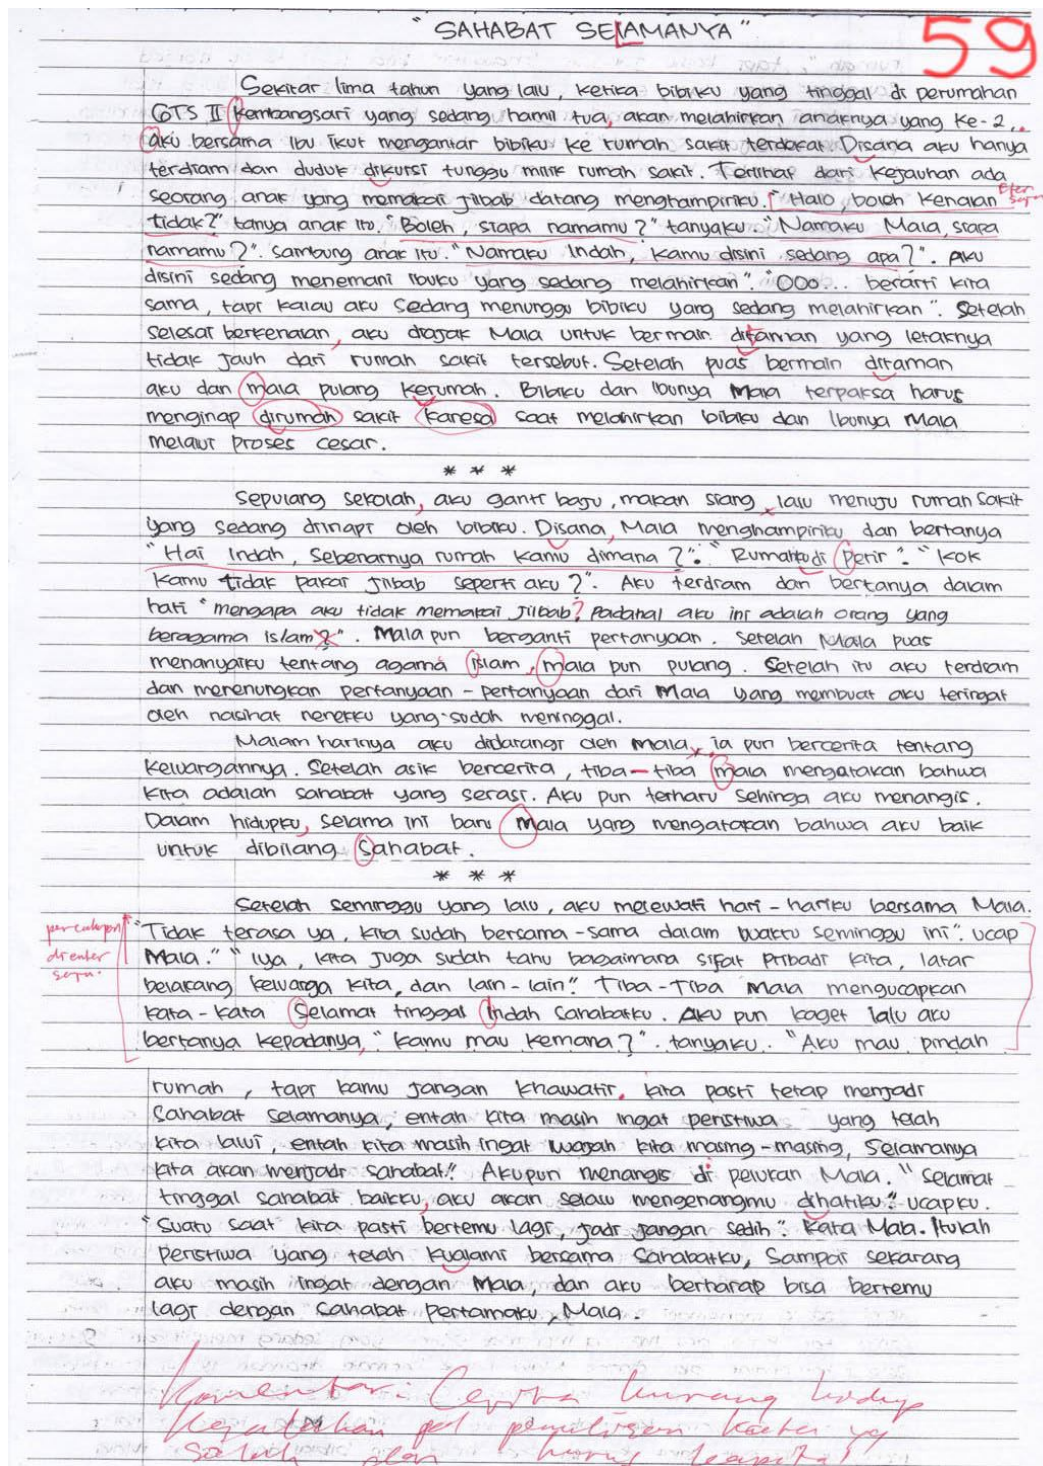 "SAHABAT SELAMANYA"
59
Sekitar lima tahun yang lalu, ketika bibiku yang tinggal di perumahan
GTS II Kembangsari yang sedang hamil tua, akan melahirkan anaknya yang ke-2,
aku bersama Ibu ikut mengantar bibiku ke rumah sakit terdekat. Disana aku hanya
terdiam dan duduk dikursi tunggu milik rumah sakit. Terlihat dari kejauhan ada
seorang anak yang memakai jilbab datang menghampiriku. "Halo, boleh kenalan
Enter saja
tidak?" tanya anak itu. "Boleh, siapa namamu?" tanyaku. "Namaku Mala, siapa
namamu?". Sambung anak itu. "Namaku Indah, kamu disini sedang apa?". Aku
disini sedang menemani Ibuku yang sedang melahirkan". "OOO... berarti kita
sama, tapi kalau aku sedang menunggu bibiku yang sedang melahirkan". Setelah
selesai berkenalan, aku diajak Mala untuk bermain ditaman yang letaknya
tidak jauh dari rumah sakit tersebut. Setelah puas bermain ditaman
aku dan mala pulang kerumah. Bibiku dan Ibunya Mala terpaksa harus
menginap dirumah sakit karesa saat melahirkan bibiku dan Ibunya Mala
melalui proses cesar.
* * *
Sepulang sekolah, aku ganti baju, makan siang, lalu menuju rumah sakit
yang sedang diinapi oleh bibiku. Disana, Mala menghampiriku dan bertanya
"Hai Indah, Sebenarnya rumah kamu dimana?". "Rumahku di Petir". "Kok
kamu tidak pakai jilbab seperti aku?". Aku terdiam dan bertanya dalam
hati "mengapa aku tidak memakai jilbab? Padahal aku ini adalah orang yang
beragama Islam?". Mala pun berganti pertanyaan. Setelah Mala puas
menanyaiku tentang agama islam, mala pun pulang. Setelah itu aku terdiam
dan merenungkan pertanyaan-pertanyaan dari Mala yang membuat aku teringat
oleh nasihat nenekku yang sudah meninggal.
Malam harinya aku didatangi oleh mala, ia pun bercerita tentang
keluargannya. Setelah asik bercerita, tiba-tiba mala mengatakan bahwa
kita adalah sahabat yang serasi. Aku pun terharu sehinga aku menangis.
Dalam hidupku, selama ini baru Mala yang mengatakan bahwa aku baik
untuk dibilang Sahabat.
* * *
Setelah seminggu yang lalu, aku melewati hari-hariku bersama Mala.
percakapan
di enter
saja.
"Tidak terasa ya, kita sudah bersama-sama dalam waktu seminggu ini". ucap
Mala." "Iya, kita juga sudah tahu bagaimana sifat pribadi kita, latar
belakang keluarga kita, dan lain-lain." Tiba-Tiba Mala mengucapkan
kata-kata Selamat tinggal Indah sahabatku. Aku pun kaget lalu aku
bertanya kepadanya, "kamu mau kemana?". tanyaku. "Aku mau pindah
rumah, tapi kamu jangan khawatir, kita pasti tetap menjadi
sahabat selamanya, entah kita masih ingat peristiwa yang telah
kita lalui, entah kita masih ingat wajah kita masing-masing, selamanya
kita akan menjadi sahabat." Akupun menangis di pelukan Mala. "Selamat
tinggal sahabat baikku, aku akan selalu mengenangmu dihatiku." ucapku.
"Suatu saat kita pasti bertemu lagi, jadi jangan sedih". Kata Mala. Itulah
peristiwa yang telah kualami bersama sahabatku, Sampai sekarang
aku masih ingat dengan Mala, dan aku berharap bisa bertemu
lagi dengan sahabat pertamaku, Mala.
Komentar: Cerita kurang hidup
Kesalahan pd penulisan kata yg
salah dan harus kapital